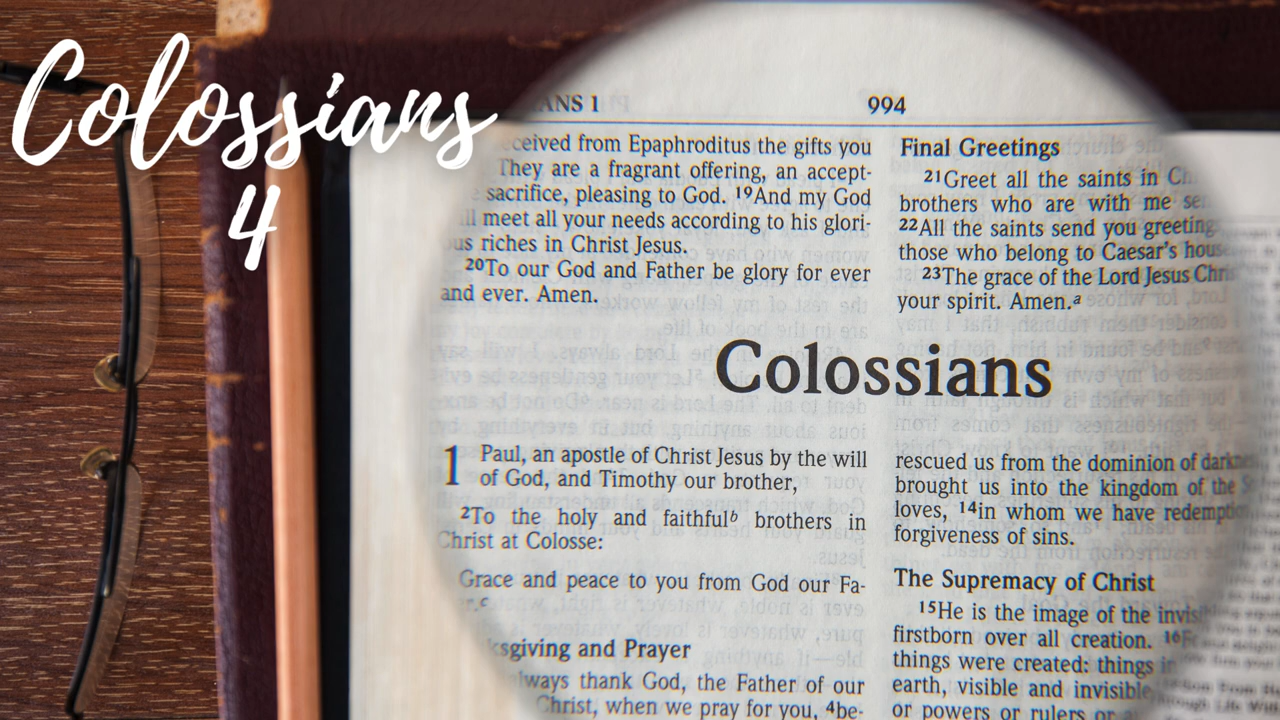 Colossians
4
ANS 1
994
ceived from Epaphroditus the gifts you
They are a fragrant offering, an accept-
sacrifice, pleasing to God. 19And my God
meet all your needs according to his glori-
ous riches in Christ Jesus.
20To our God and Father be glory for ever
and ever. Amen.
Final Greetings
21Greet all the saints in
brothers who are with me
22All the saints send you greeting
those who belong to Caesar's
23The grace of the Lord Jesus
your spirit. Amen.a
Colossians
1 Paul, an apostle of Christ Jesus by the will
of God, and Timothy our brother,
2To the holy and faithfulb brothers in
Christ at Colosse:
Grace and peace to you from God our Fa-
ksgiving and Prayer
always thank God, the Father of our
Christ, when we pray for you, 4be-
rescued us from the dominion of
brought us into the kingdom of the
loves, 14in whom we have
forgiveness of sins.
The Supremacy of Christ
15He is the image of the
firstborn over all creation. 16
things were created: things
earth, visible and invisible
or powers or rulers or